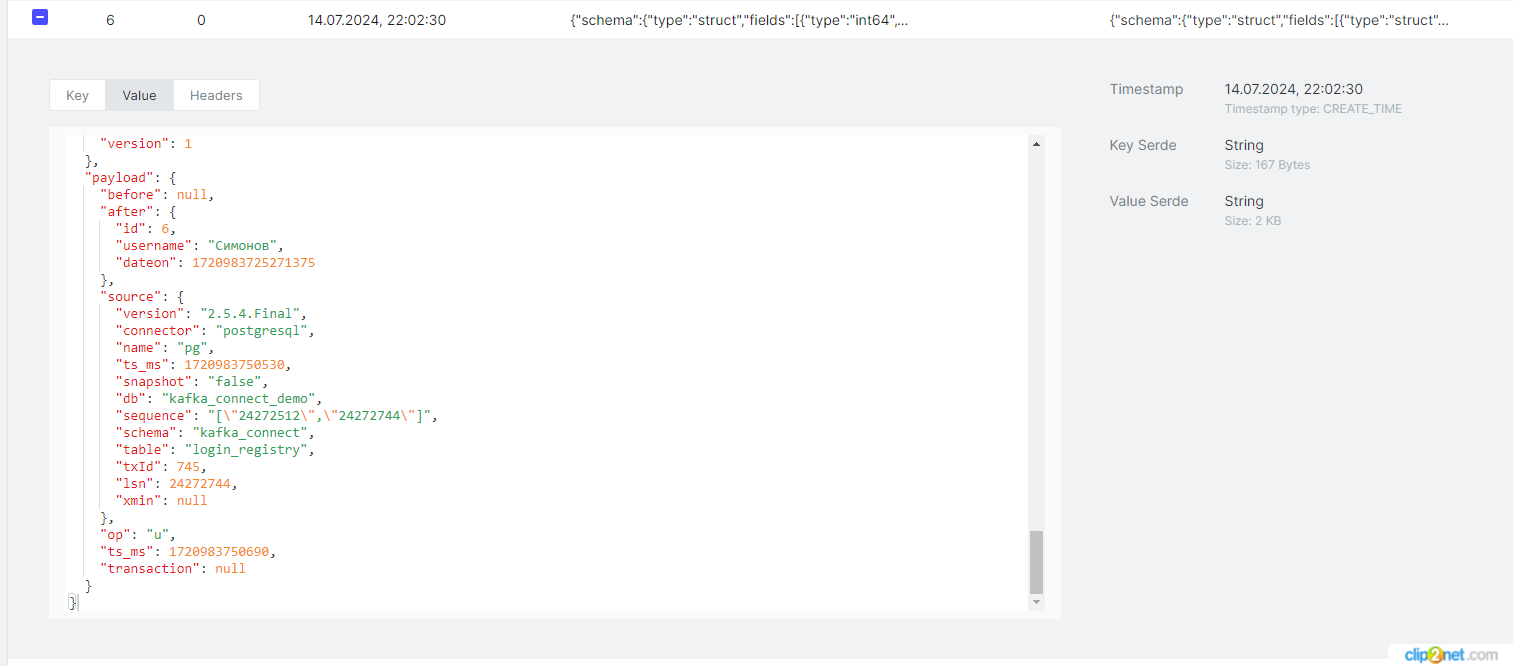 6 0 14.07.2024, 22:02:30 {"schema":{"type":"struct","fields":[{"type":"int64",... {"schema":{"type":"struct","fields":[{"type":"struct"...
Key Value Headers
Timestamp 14.07.2024, 22:02:30
Timestamp type: CREATE_TIME
Key Serde String
Size: 167 Bytes
Value Serde String
Size: 2 KB
"version": 1
},
"payload": {
"before": null,
"after": {
"id": 6,
"username": "Симонов",
"dateon": 1720983725271375
},
"source": {
"version": "2.5.4.Final",
"connector": "postgresql",
"name": "pg",
"ts_ms": 1720983750530,
"snapshot": "false",
"db": "kafka_connect_demo",
"sequence": "[\"24272512\",\"24272744\"]",
"schema": "kafka_connect",
"table": "login_registry",
"txId": 745,
"lsn": 24272744,
"xmin": null
},
"op": "u",
"ts_ms": 1720983750690,
"transaction": null
}
}
clip2net.com